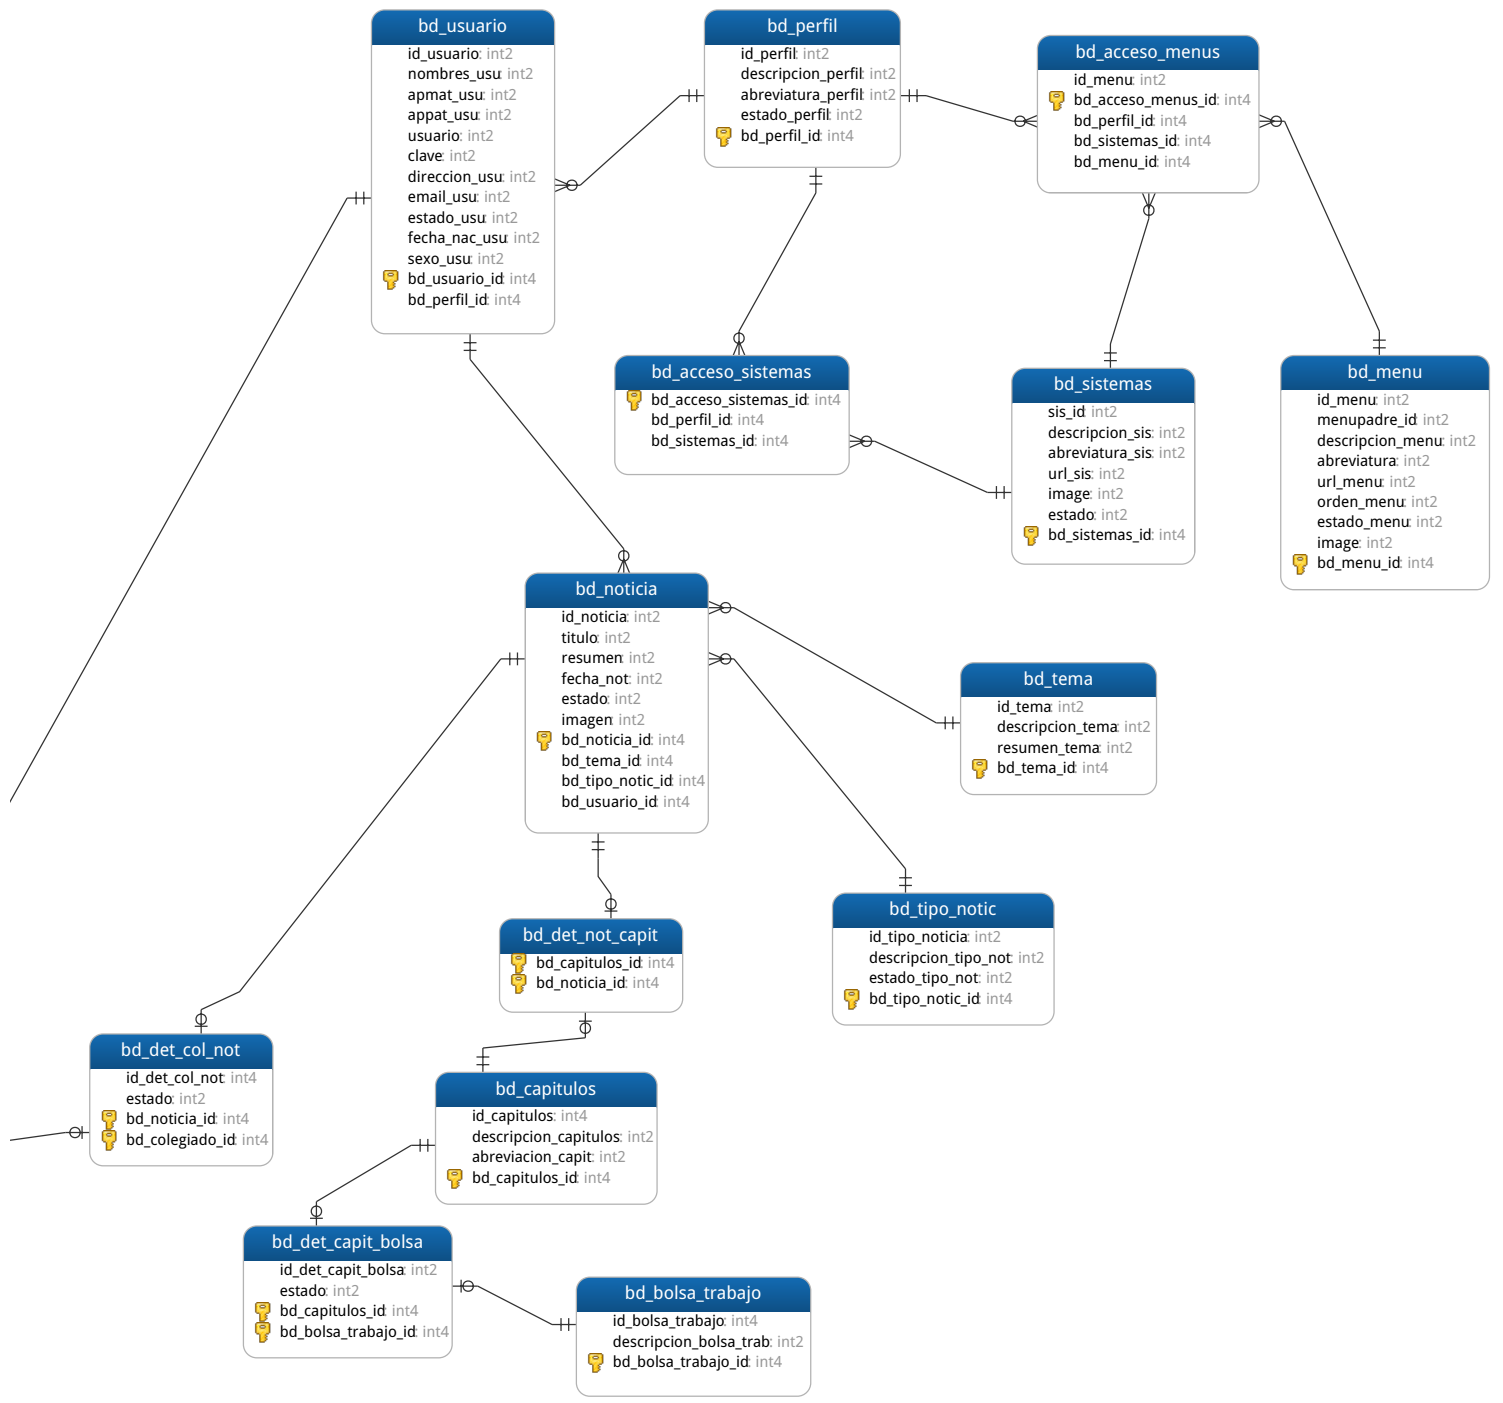 bd_usuario
id_usuario: int2
nombres_usu: int2
apmat_usu: int2
appat_usu: int2
usuario: int2
clave: int2
direccion_usu: int2
email_usu: int2
estado_usu: int2
fecha_nac_usu: int2
sexo_usu: int2
bd_usuario_id: int4
bd_perfil_id: int4
bd_perfil
id_perfil: int2
descripcion_perfil: int2
abreviatura_perfil: int2
estado_perfil: int2
bd_perfil_id: int4
bd_acceso_menus
id_menu: int2
bd_acceso_menus_id: int4
bd_perfil_id: int4
bd_sistemas_id: int4
bd_menu_id: int4
bd_acceso_sistemas
bd_acceso_sistemas_id: int4
bd_perfil_id: int4
bd_sistemas_id: int4
bd_sistemas
sis_id: int2
descripcion_sis: int2
abreviatura_sis: int2
url_sis: int2
image: int2
estado: int2
bd_sistemas_id: int4
bd_menu
id_menu: int2
menupadre_id: int2
descripcion_menu: int2
abreviatura: int2
url_menu: int2
orden_menu: int2
estado_menu: int2
image: int2
bd_menu_id: int4
bd_noticia
id_noticia: int2
titulo: int2
resumen: int2
fecha_not: int2
estado: int2
imagen: int2
bd_noticia_id: int4
bd_tema_id: int4
bd_tipo_notic_id: int4
bd_usuario_id: int4
bd_tema
id_tema: int2
descripcion_tema: int2
resumen_tema: int2
bd_tema_id: int4
bd_tipo_notic
id_tipo_noticia: int2
descripcion_tipo_not: int2
estado_tipo_not: int2
bd_tipo_notic_id: int4
bd_det_not_capit
bd_capitulos_id: int4
bd_noticia_id: int4
bd_det_col_not
id_det_col_not: int4
estado: int2
bd_noticia_id: int4
bd_colegiado_id: int4
bd_capitulos
id_capitulos: int4
descripcion_capitulos: int2
abreviacion_capit: int2
bd_capitulos_id: int4
bd_det_capit_bolsa
id_det_capit_bolsa: int2
estado: int2
bd_capitulos_id: int4
bd_bolsa_trabajo_id: int4
bd_bolsa_trabajo
id_bolsa_trabajo: int4
descripcion_bolsa_trab: int2
bd_bolsa_trabajo_id: int4